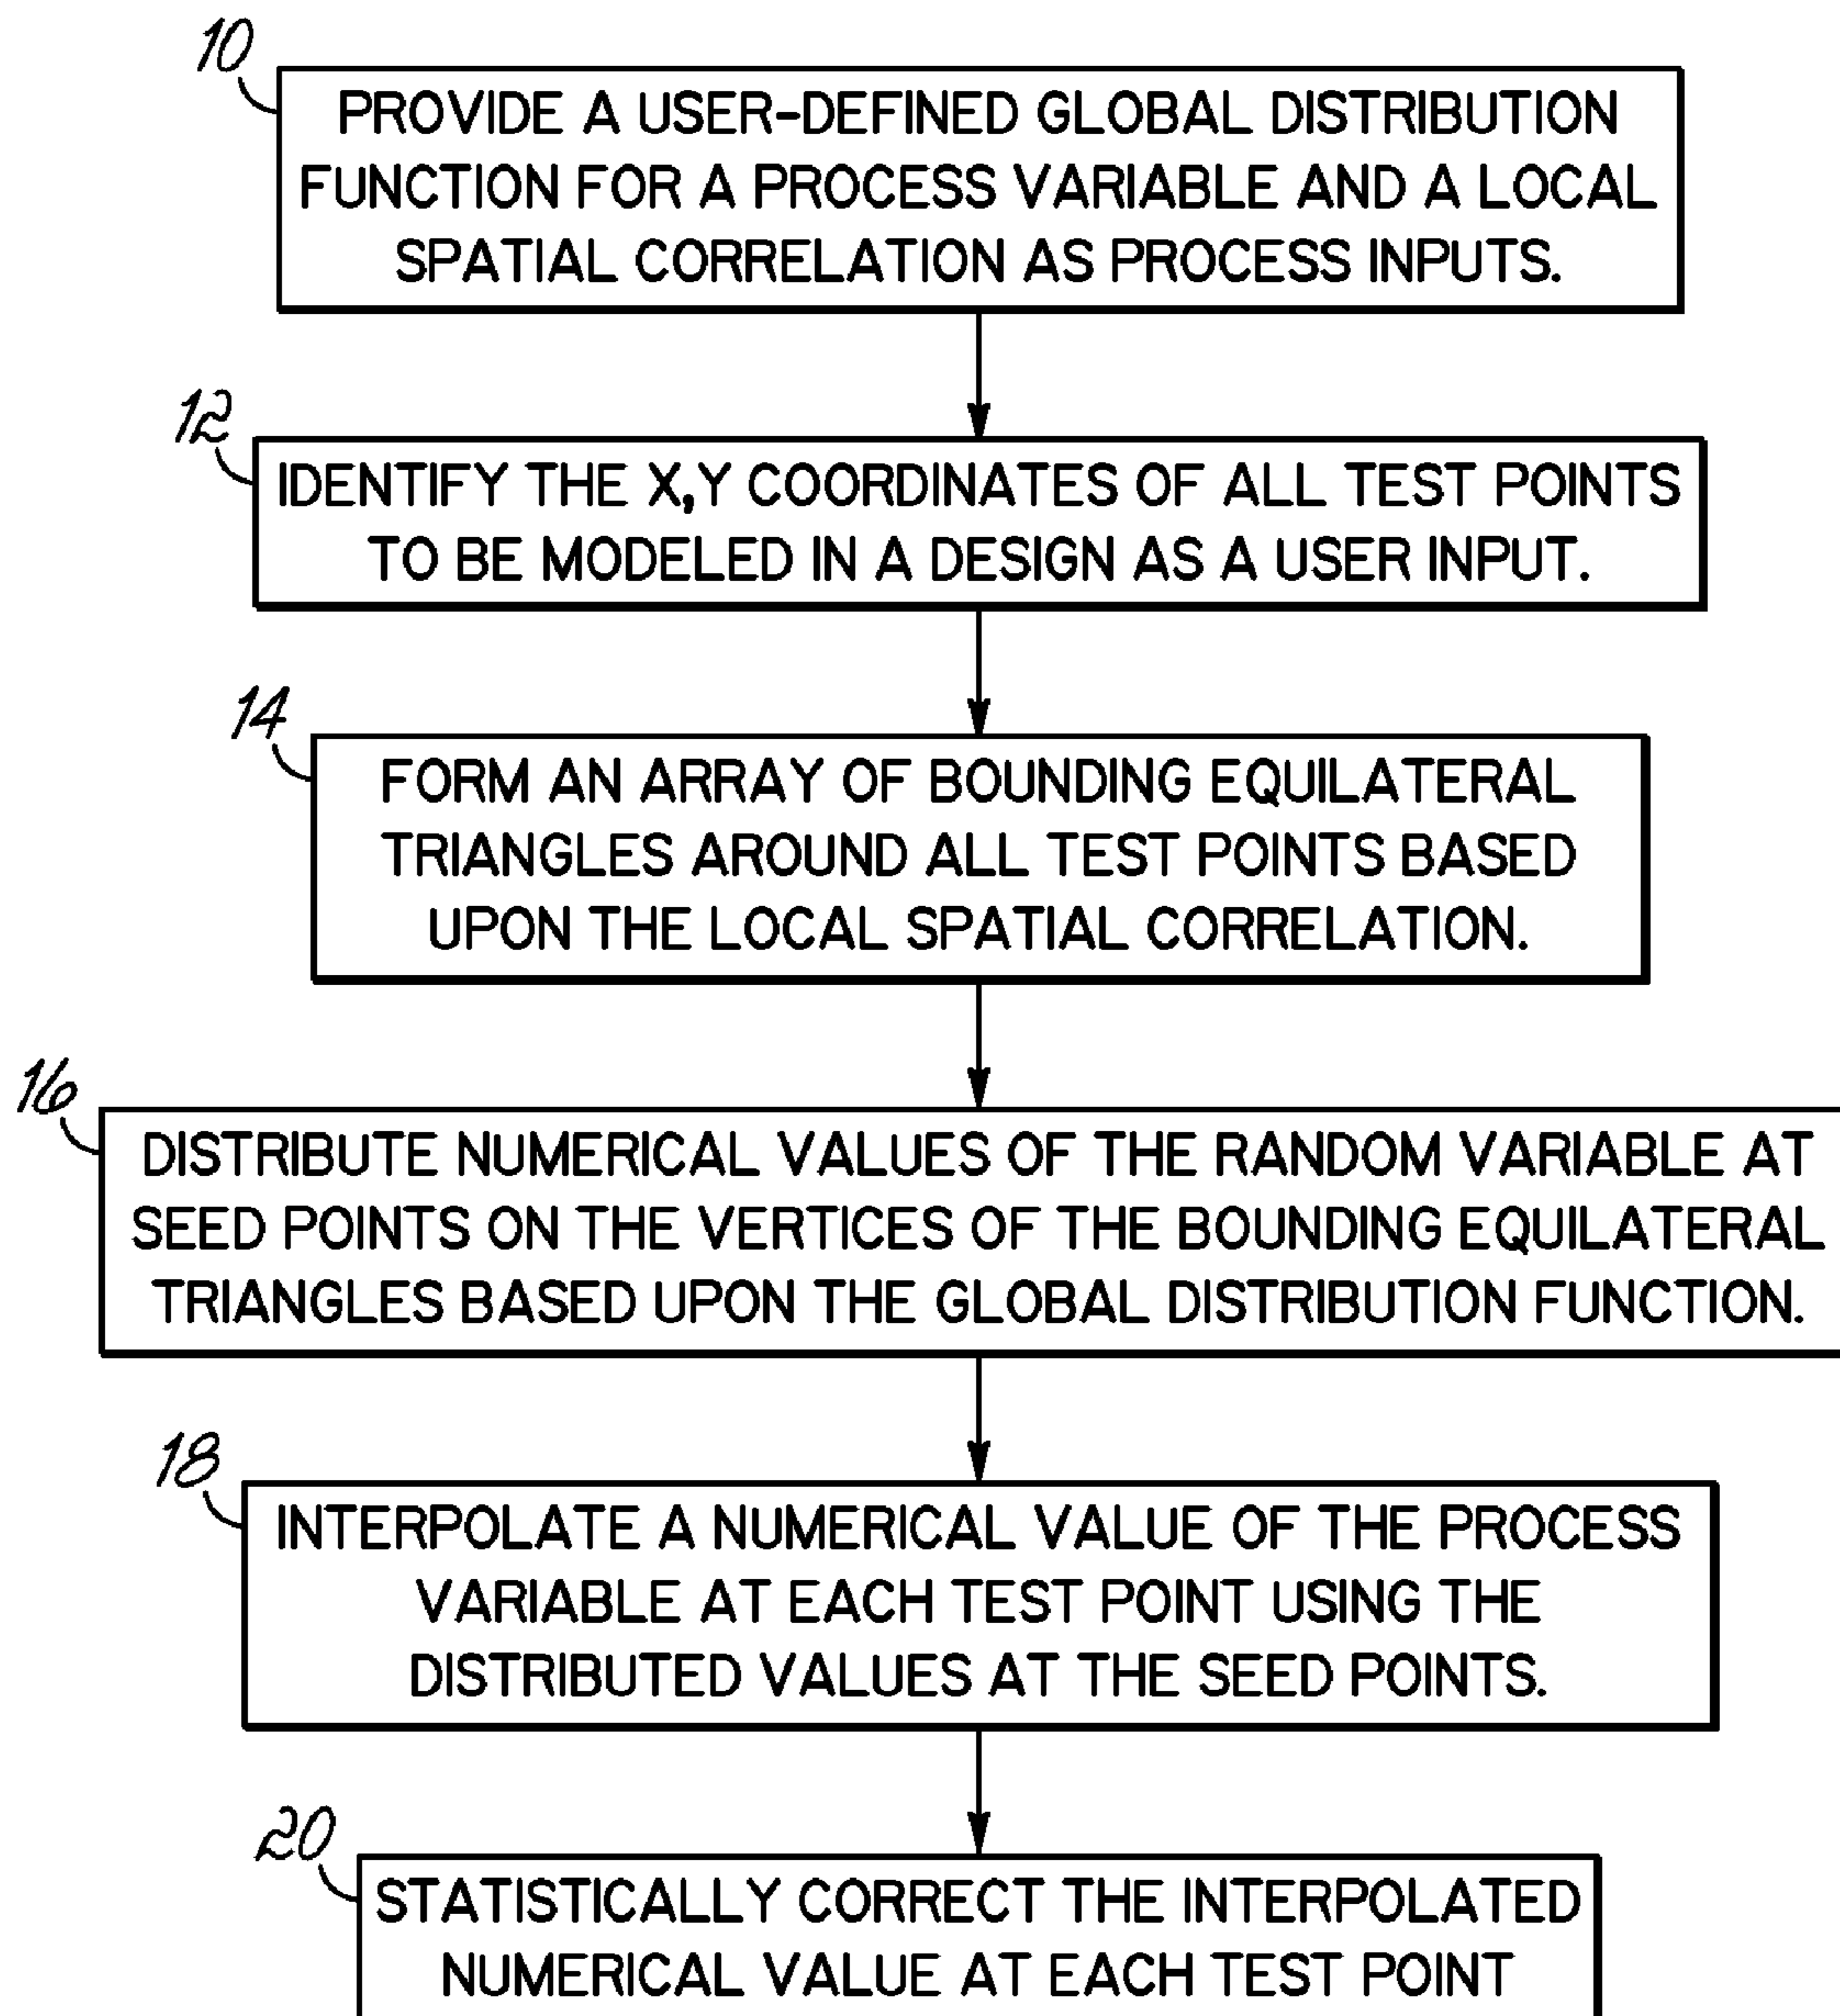 10
PROVIDE A USER-DEFINED GLOBAL DISTRIBUTION
FUNCTION FOR A PROCESS VARIABLE AND A LOCAL
SPATIAL CORRELATION AS PROCESS INPUTS.
12
IDENTIFY THE X,Y COORDINATES OF ALL TEST POINTS
TO BE MODELED IN A DESIGN AS A USER INPUT.
14
FORM AN ARRAY OF BOUNDING EQUILATERAL
TRIANGLES AROUND ALL TEST POINTS BASED
UPON THE LOCAL SPATIAL CORRELATION.
16
DISTRIBUTE NUMERICAL VALUES OF THE RANDOM VARIABLE AT
SEED POINTS ON THE VERTICES OF THE BOUNDING EQUILATERAL
TRIANGLES BASED UPON THE GLOBAL DISTRIBUTION FUNCTION.
18
INTERPOLATE A NUMERICAL VALUE OF THE PROCESS
VARIABLE AT EACH TEST POINT USING THE
DISTRIBUTED VALUES AT THE SEED POINTS.
20
STATISTICALLY CORRECT THE INTERPOLATED
NUMERICAL VALUE AT EACH TEST POINT